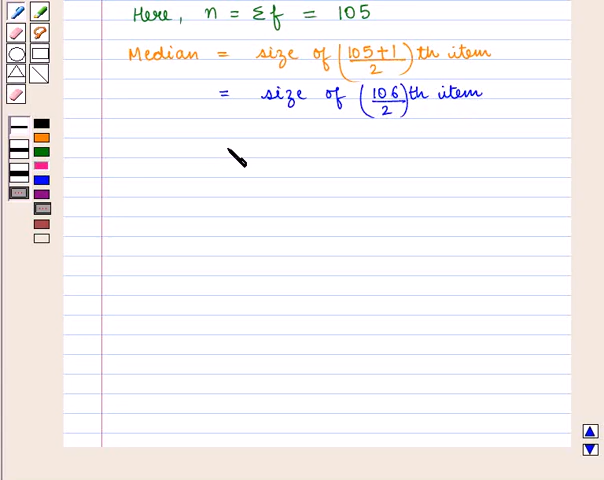 Here, n = Σf = 105
Median = size of (105+1/2)th item
= size of (106/2)th item